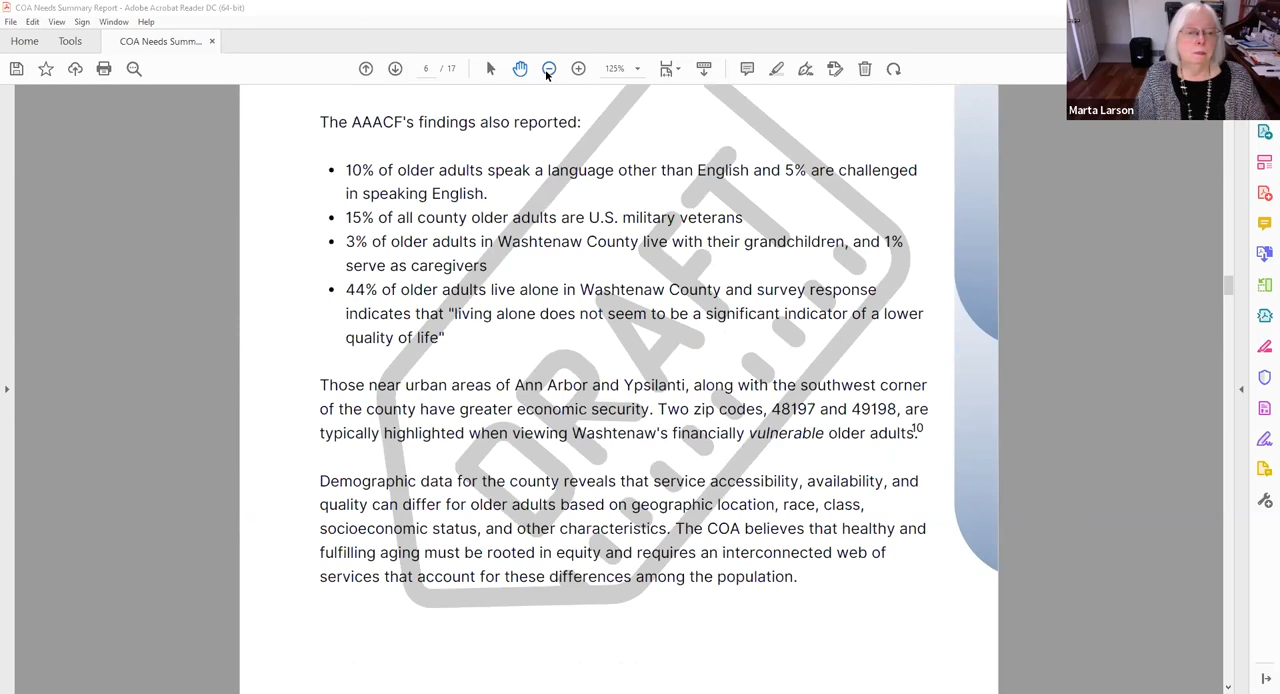 COA Needs Summary Report - Adobe Acrobat Reader DC (64-bit)
File Edit View Sign Window Help
Home Tools COA Needs Summ... ×
6 / 17 125%
Marta Larson
The AAACF's findings also reported:
• 10% of older adults speak a language other than English and 5% are challenged
in speaking English.
• 15% of all county older adults are U.S. military veterans
• 3% of older adults in Washtenaw County live with their grandchildren, and 1%
serve as caregivers
• 44% of older adults live alone in Washtenaw County and survey response
indicates that "living alone does not seem to be a significant indicator of a lower
quality of life"
Those near urban areas of Ann Arbor and Ypsilanti, along with the southwest corner
of the county have greater economic security. Two zip codes, 48197 and 49198, are
typically highlighted when viewing Washtenaw's financially vulnerable older adults.10
Demographic data for the county reveals that service accessibility, availability, and
quality can differ for older adults based on geographic location, race, class,
socioeconomic status, and other characteristics. The COA believes that healthy and
fulfilling aging must be rooted in equity and requires an interconnected web of
services that account for these differences among the population.
DRAFT